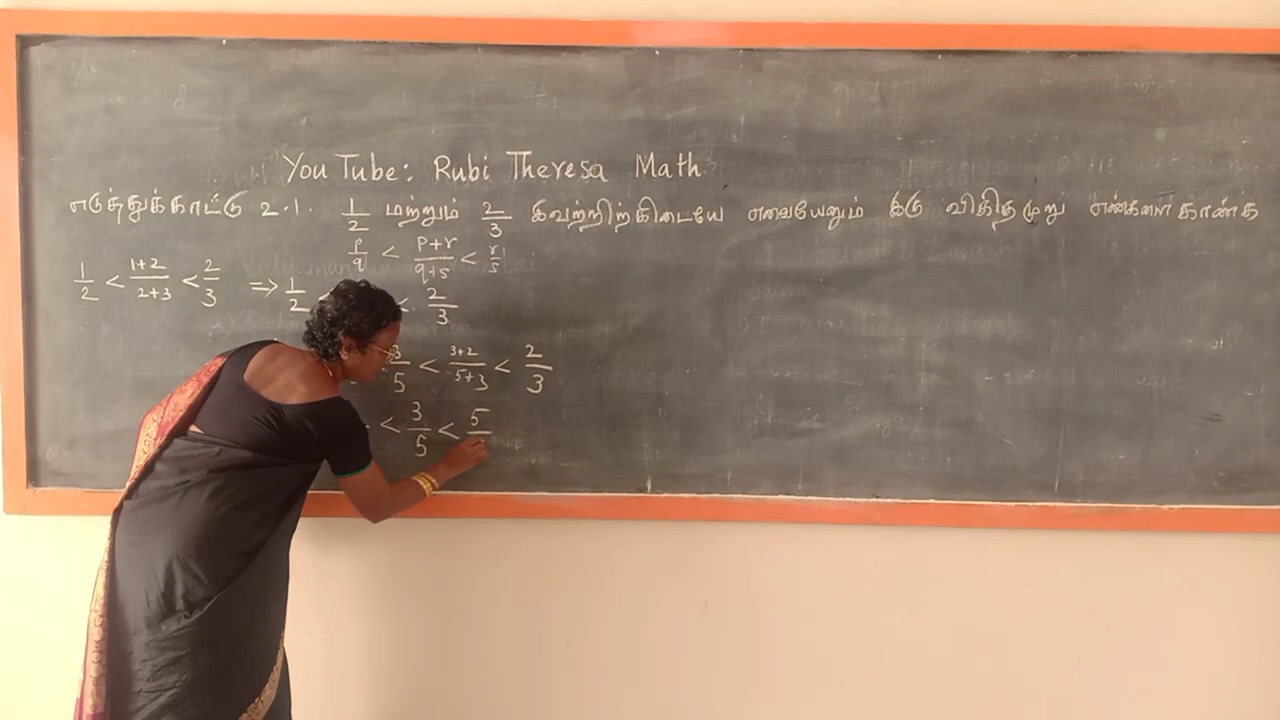 You Tube: Rubi Theresa Math
எடுத்துக்காட்டு 2.1. 1/2 மற்றும் 2/3 இவற்றிற்கிடையே எவையேனும் இரு விகிதமுறு எண்களைக் காண்க
p/q < p+r/q+s < r/s
1/2 < 1+2/2+3 < 2/3 => 1/2 < 2/3
3/5 < 3+2/5+3 < 2/3
< 3/5 < 5